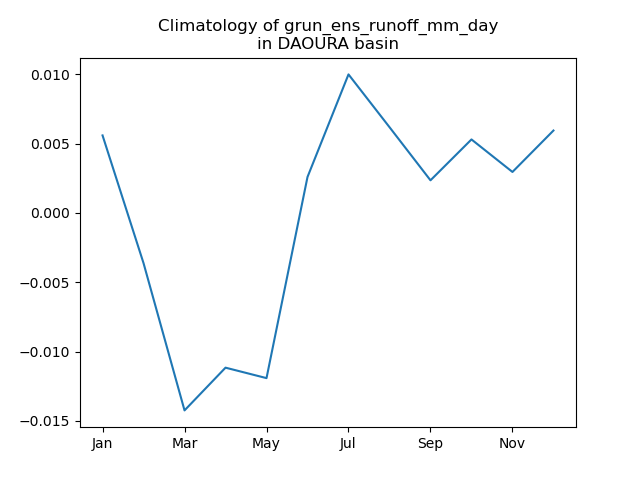 Climatology of grun_ens_runoff_mm_day
in DAOURA basin
0.010
0.005
0.000
−0.005
−0.010
−0.015
Jan Mar May Jul Sep Nov